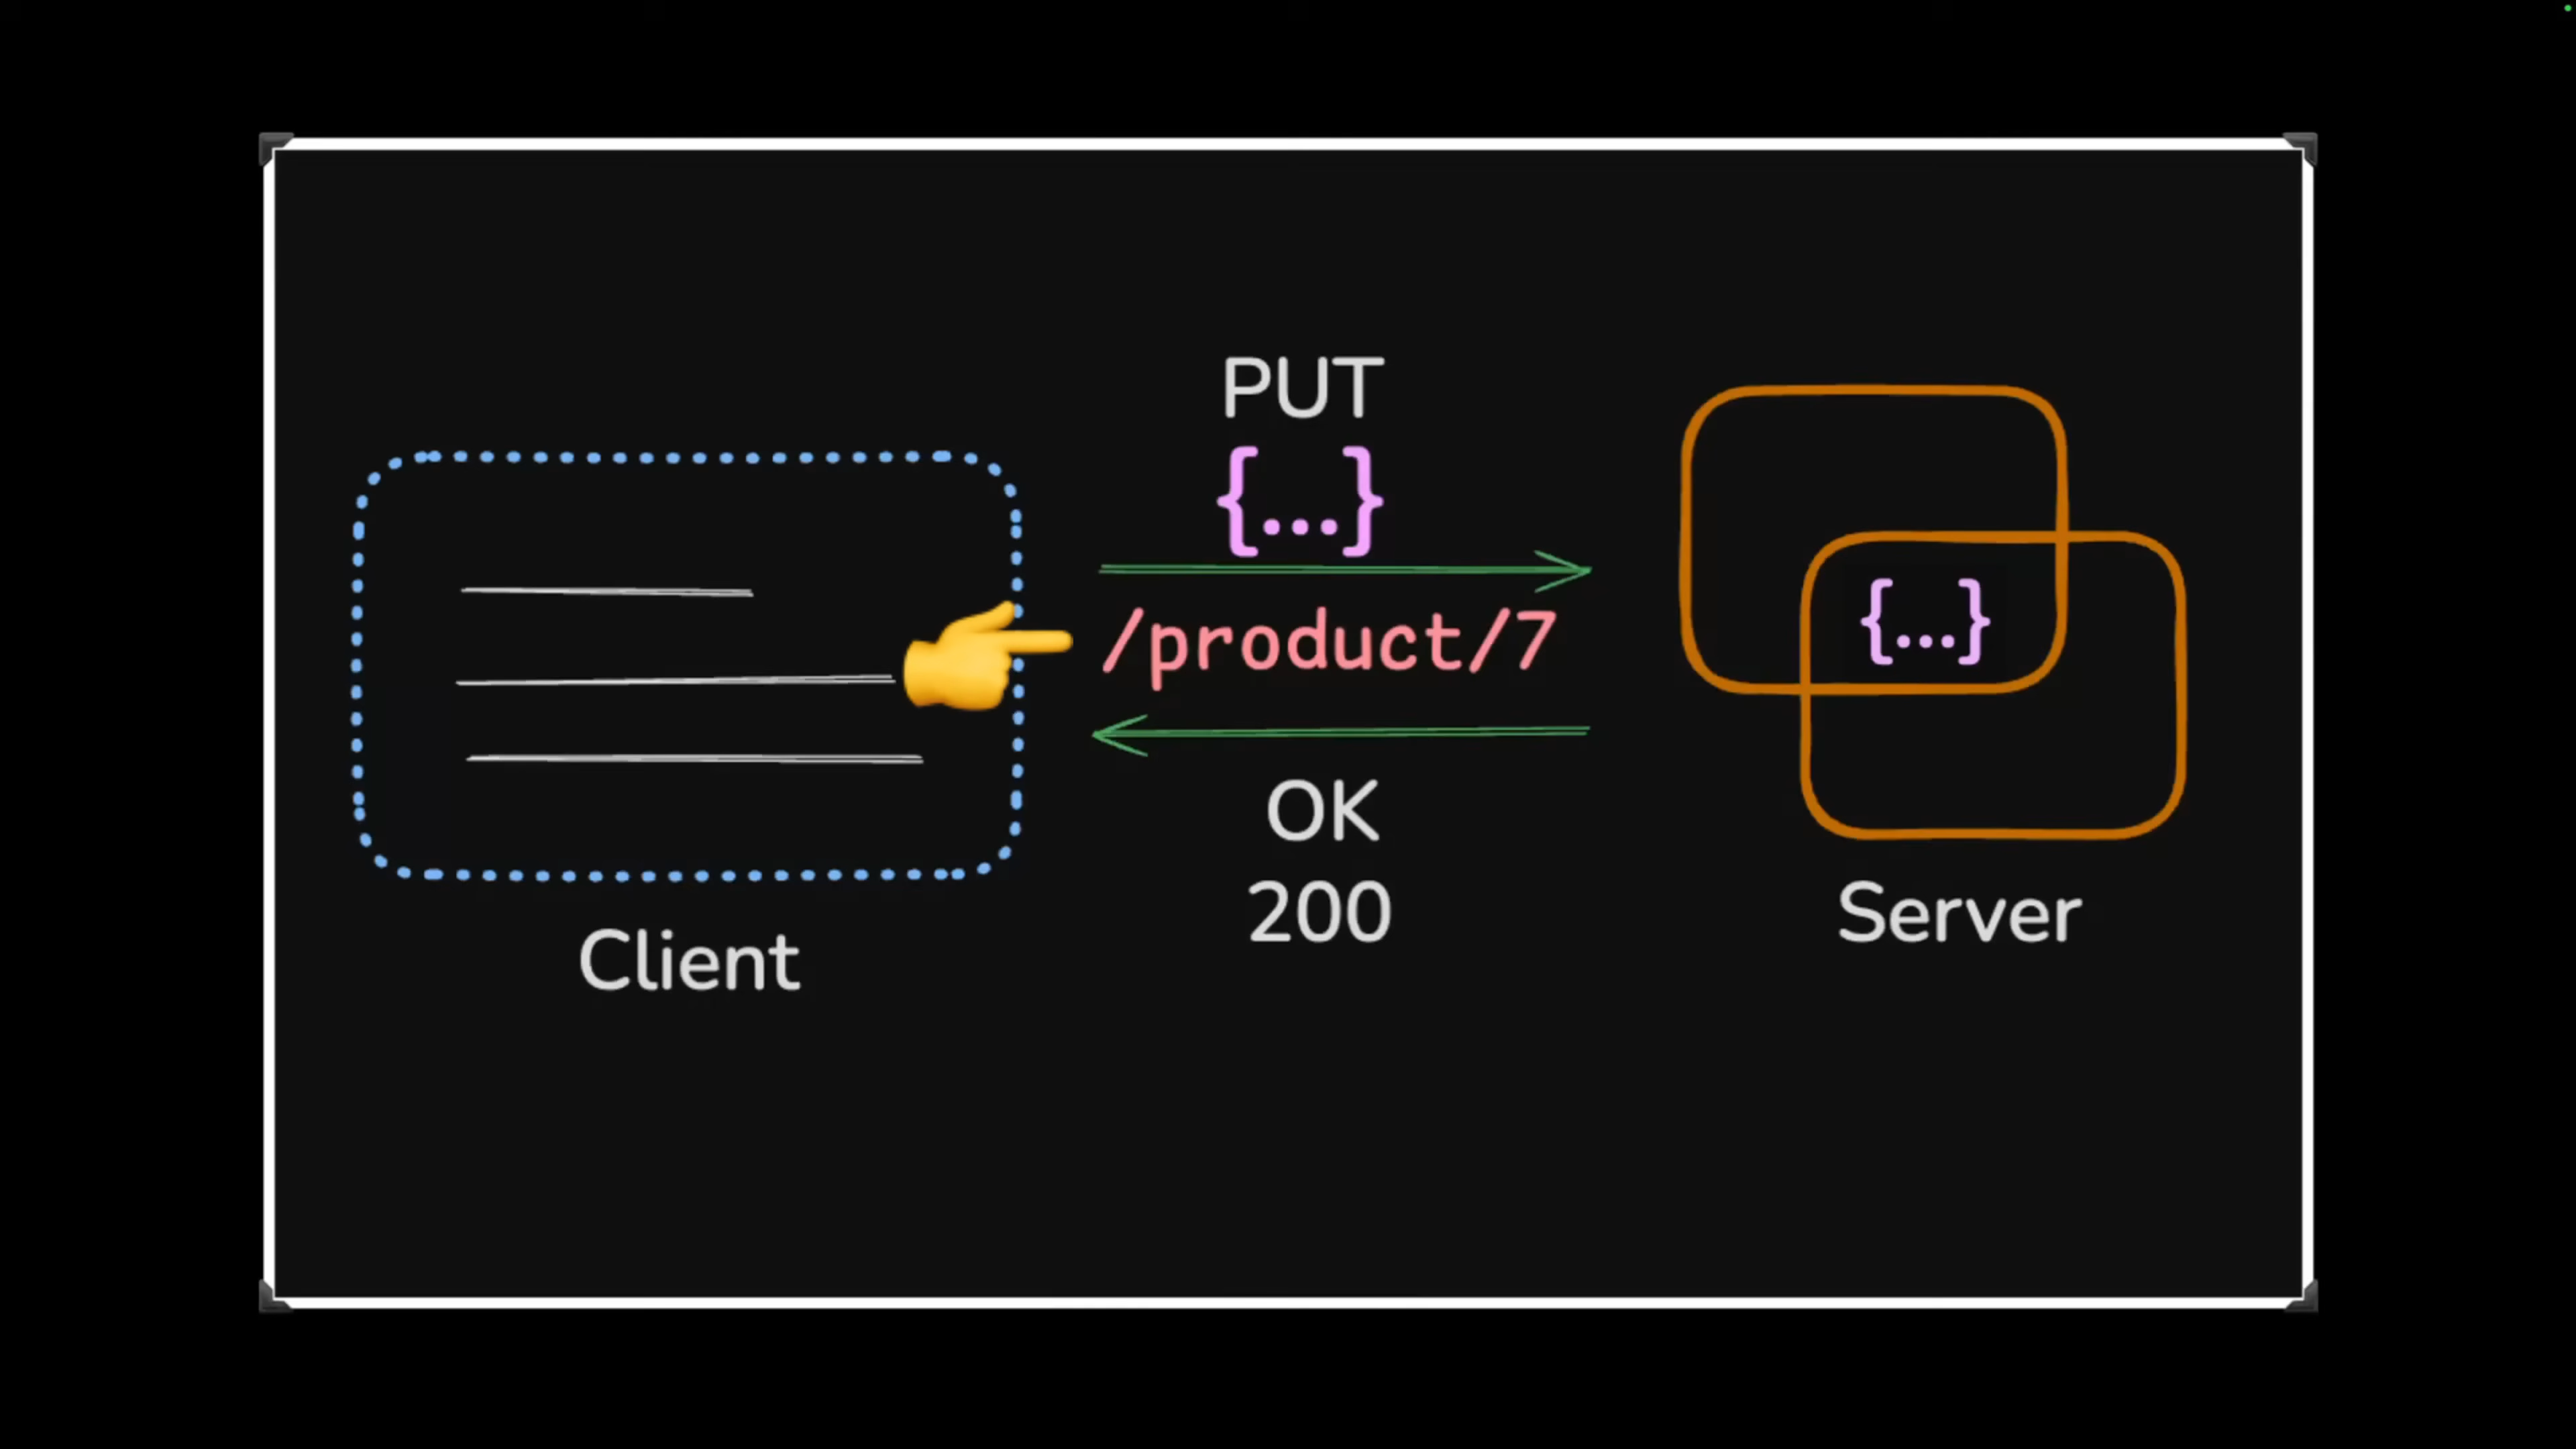 PUT
{...}
/product/7
{...}
OK
200
Client
Server